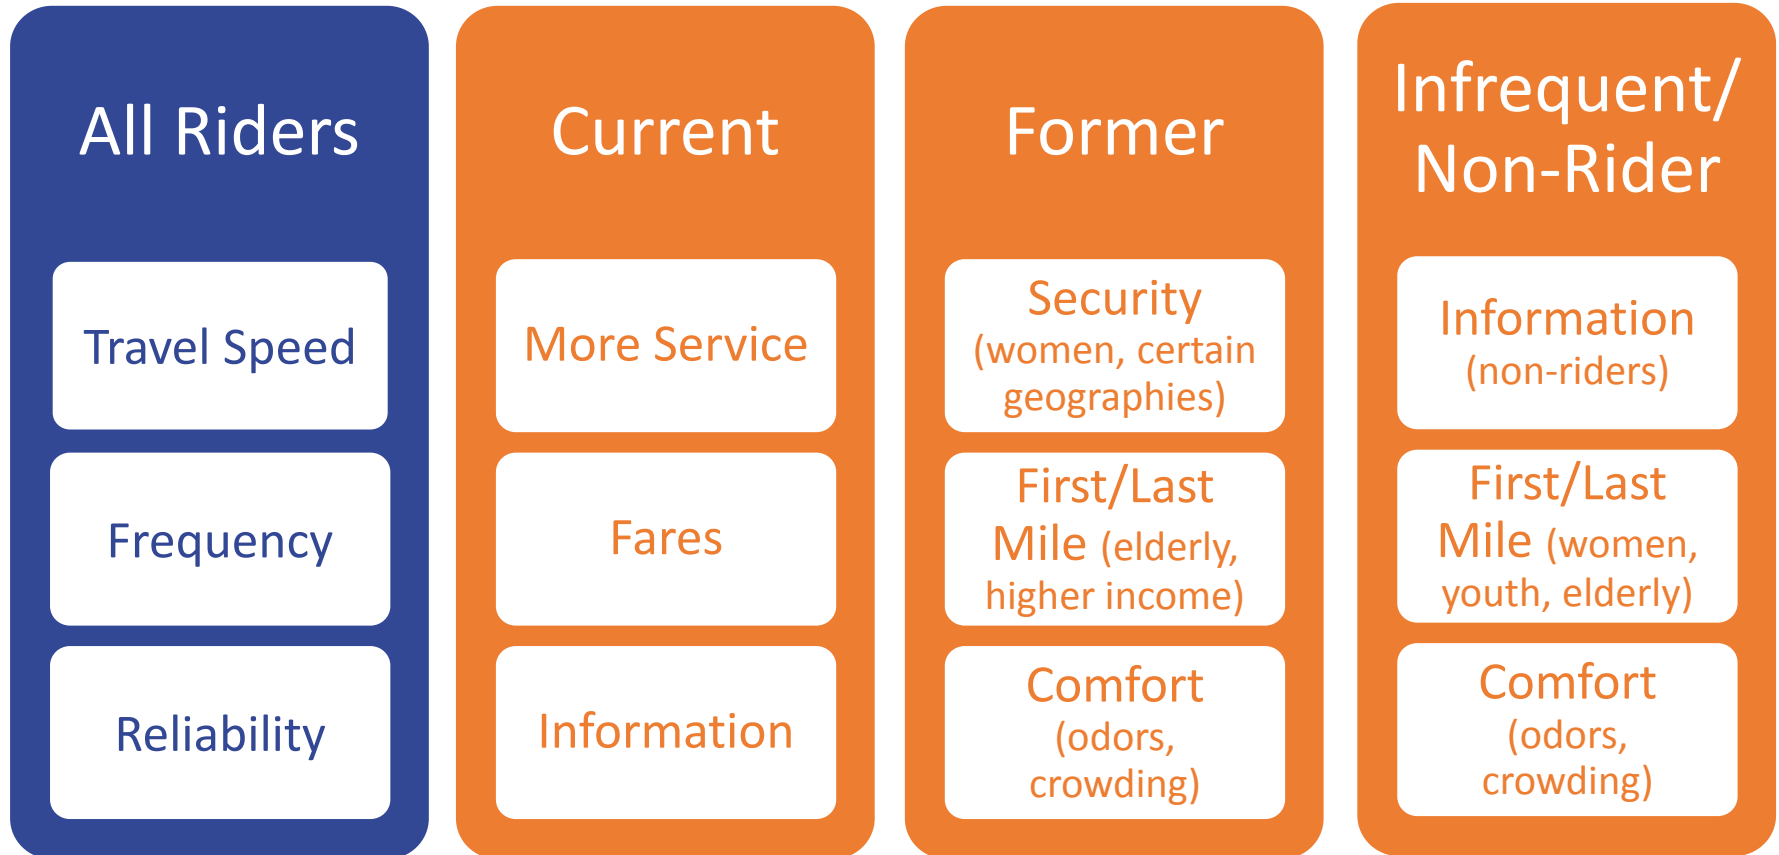 All Riders
Travel Speed
Frequency
Reliability
Current
More Service
Fares
Information
Former
Security
(women, certain
geographies)
First/Last
Mile (elderly,
higher income)
Comfort
(odors,
crowding)
Infrequent/
Non-Rider
Information
(non-riders)
First/Last
Mile (women,
youth, elderly)
Comfort
(odors,
crowding)